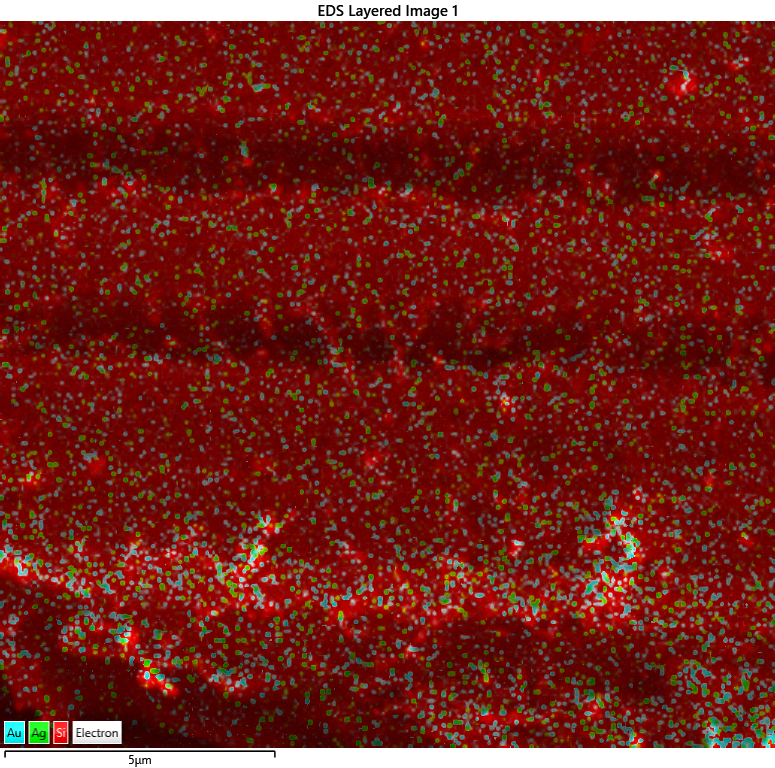 EDS Layered Image 1
Au Ag Si Electron
5µm